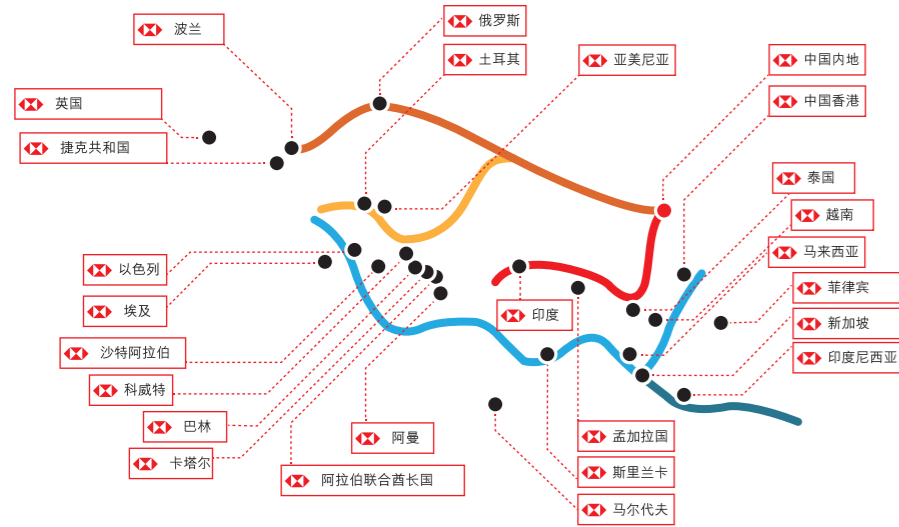 俄罗斯
波兰
土耳其
亚美尼亚
中国内地
英国
中国香港
捷克共和国
泰国
越南
马来西亚
以色列
菲律宾
埃及
印度
新加坡
沙特阿拉伯
印度尼西亚
科威特
巴林
阿曼
孟加拉国
卡塔尔
斯里兰卡
阿拉伯联合酋长国
马尔代夫